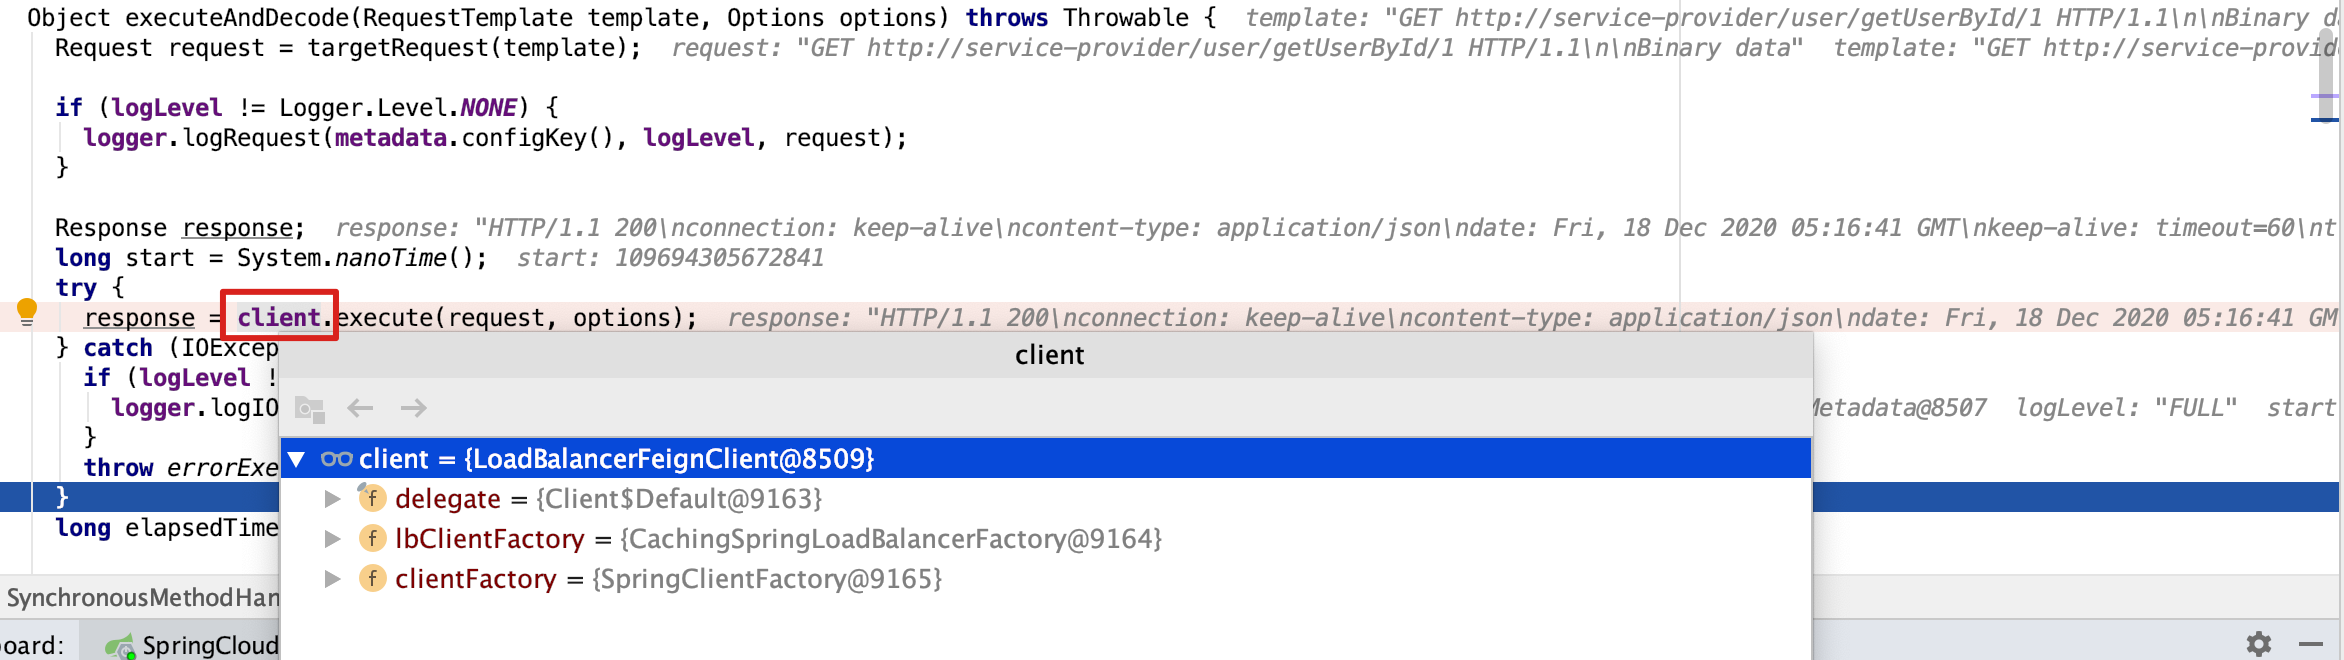 Object executeAndDecode(RequestTemplate template, Options options) throws Throwable {  template: "GET http://service-provider/user/getUserById/1 HTTP/1.1\n\nBinary d
Request request = targetRequest(template);  request: "GET http://service-provider/user/getUserById/1 HTTP/1.1\n\nBinary data"  template: "GET http://service-provid
if (logLevel != Logger.Level.NONE) {
logger.logRequest(metadata.configKey(), logLevel, request);
}
Response response;  response: "HTTP/1.1 200\nconnection: keep-alive\ncontent-type: application/json\ndate: Fri, 18 Dec 2020 05:16:41 GMT\nkeep-alive: timeout=60\nt
long start = System.nanoTime();  start: 109694305672841
try {
response = client.execute(request, options);  response: "HTTP/1.1 200\nconnection: keep-alive\ncontent-type: application/json\ndate: Fri, 18 Dec 2020 05:16:41 GM
} catch (IOExcep
client
if (logLevel !
logger.logIO  Metadata@8507  logLevel: "FULL"  start
}
client = {LoadBalancerFeignClient@8509}
throw errorExe
delegate = {Client$Default@9163}
}
long elapsedTime
lbClientFactory = {CachingSpringLoadBalancerFactory@9164}
clientFactory = {SpringClientFactory@9165}
SynchronousMethodHan
oard:  SpringCloud